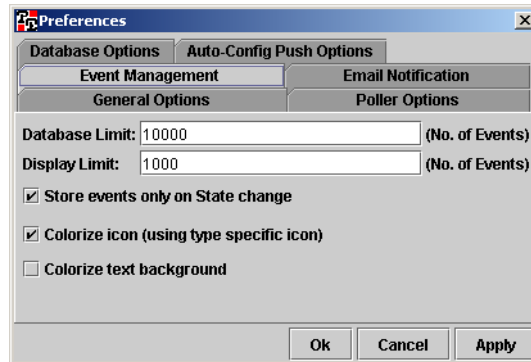 Preferences
Database Options Auto-Config Push Options
Event Management Email Notification
General Options Poller Options
Database Limit: 10000 (No. of Events)
Display Limit: 1000 (No. of Events)
Store events only on State change
Colorize icon (using type specific icon)
Colorize text background
Ok Cancel Apply